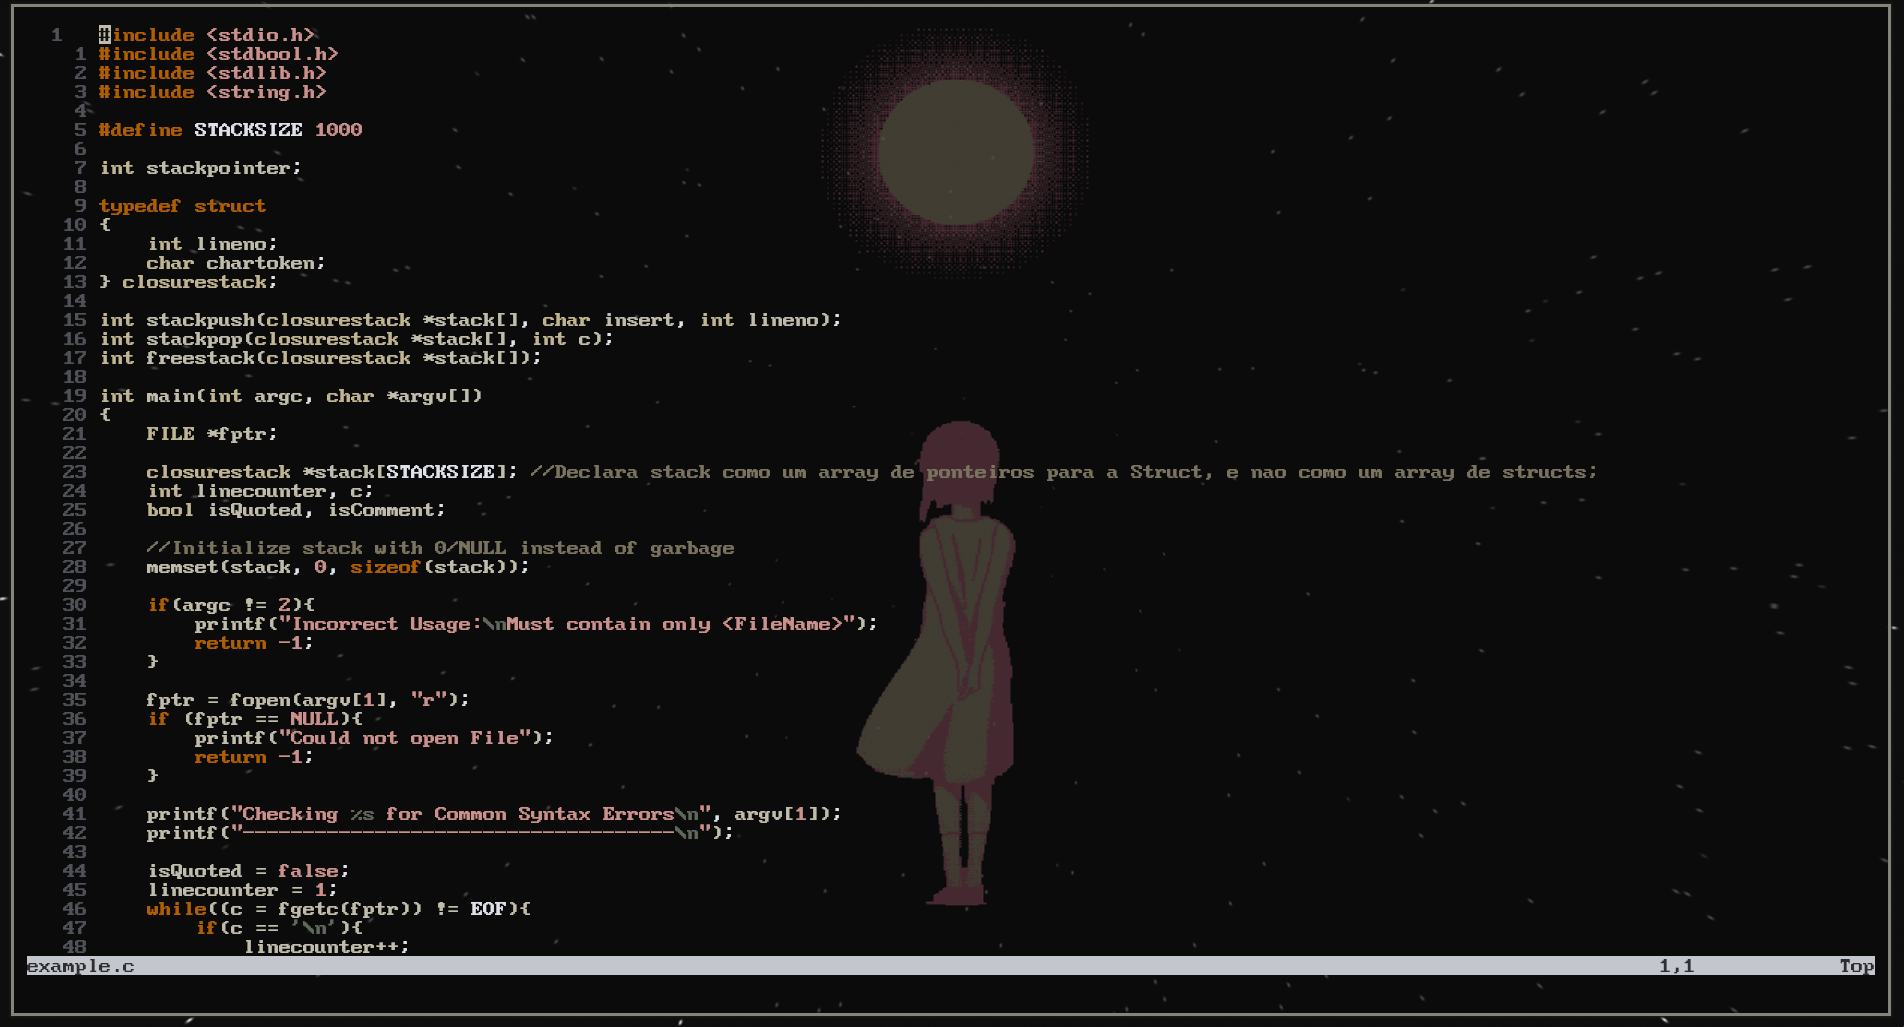 1 #include <stdio.h>
1 #include <stdbool.h>
2 #include <stdlib.h>
3 #include <string.h>
4
5 #define STACKSIZE 1000
6
7 int stackpointer;
8
9 typedef struct
10 {
11     int lineno;
12     char chartoken;
13 } closurestack;
14
15 int stackpush(closurestack *stack[], char insert, int lineno);
16 int stackpop(closurestack *stack[], int c);
17 int freestack(closurestack *stack[]);
18
19 int main(int argc, char *argv[])
20 {
21     FILE *fptr;
22
23     closurestack *stack[STACKSIZE]; //Declara stack como um array de ponteiros para a Struct, e nao como um array de structs;
24     int linecounter, c;
25     bool isQuoted, isComment;
26
27     //Initialize stack with 0/NULL instead of garbage
28     memset(stack, 0, sizeof(stack));
29
30     if(argc != 2){
31         printf("Incorrect Usage:\nMust contain only <FileName>");
32         return -1;
33     }
34
35     fptr = fopen(argv[1], "r");
36     if (fptr == NULL){
37         printf("Could not open File");
38         return -1;
39     }
40
41     printf("Checking %s for Common Syntax Errors\n", argv[1]);
42     printf("------------------------------------\n");
43
44     isQuoted = false;
45     linecounter = 1;
46     while((c = fgetc(fptr)) != EOF){
47         if(c == '\n'){
48             linecounter++;
example.c 1,1 Top